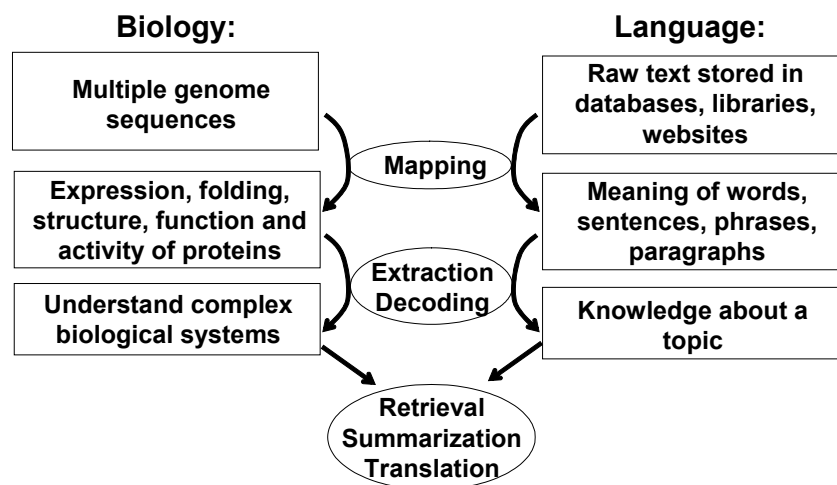 Biology:
Language:
Multiple genome
sequences
Raw text stored in
databases, libraries,
websites
Mapping
Expression, folding,
structure, function and
activity of proteins
Meaning of words,
sentences, phrases,
paragraphs
Extraction
Decoding
Understand complex
biological systems
Knowledge about a
topic
Retrieval
Summarization
Translation